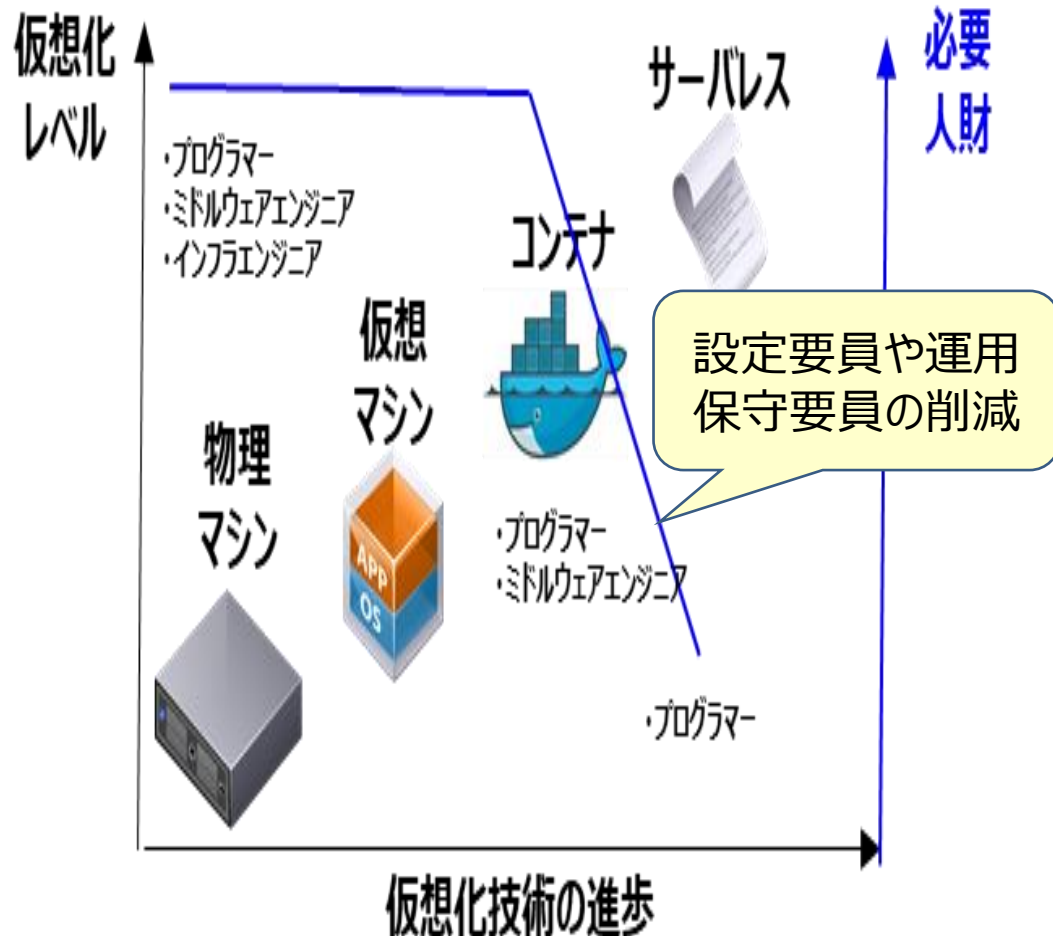 仮想化
レベル
必要
人財
サーバレス
・プログラマー
・ミドルウェアエンジニア
・インフラエンジニア
コンテナ
仮想
マシン
設定要員や運用
保守要員の削減
物理
マシン
APP
OS
・プログラマー
・ミドルウェアエンジニア
・プログラマー
仮想化技術の進歩